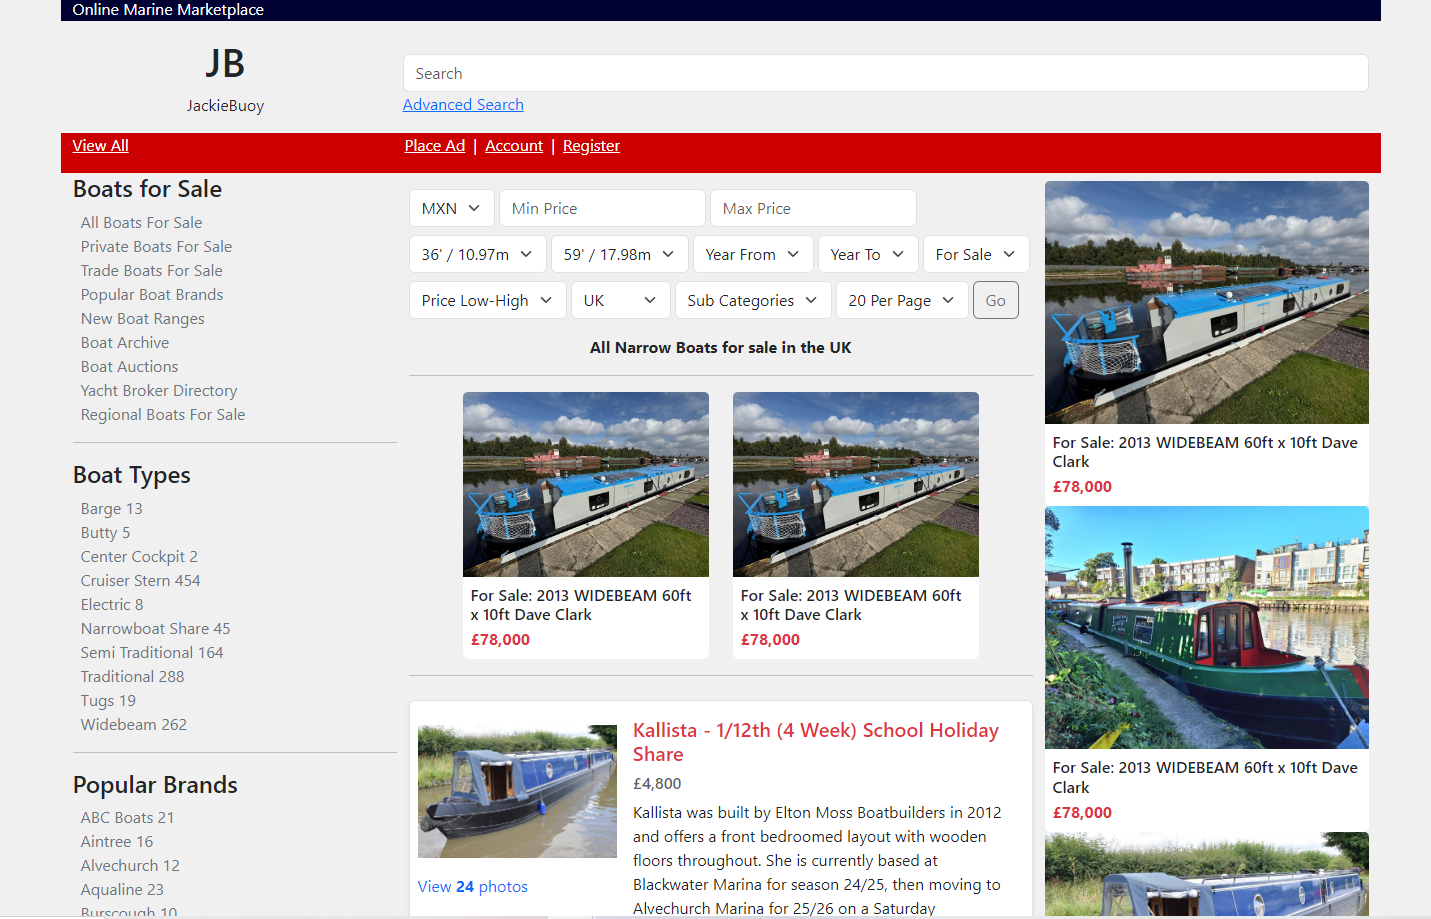 Online Marine Marketplace
JB
JackieBuoy
Search
Advanced Search
View All
Place Ad | Account | Register
Boats for Sale
All Boats For Sale
Private Boats For Sale
Trade Boats For Sale
Popular Boat Brands
New Boat Ranges
Boat Archive
Boat Auctions
Yacht Broker Directory
Regional Boats For Sale
Boat Types
Barge 13
Butty 5
Center Cockpit 2
Cruiser Stern 454
Electric 8
Narrowboat Share 45
Semi Traditional 164
Traditional 288
Tugs 19
Widebeam 262
Popular Brands
ABC Boats 21
Aintree 16
Alvechurch 12
Aqualine 23
Burscough 10
MXN Min Price Max Price
36' / 10.97m 59' / 17.98m Year From Year To For Sale
Price Low-High UK Sub Categories 20 Per Page Go
All Narrow Boats for sale in the UK
For Sale: 2013 WIDEBEAM 60ft
x 10ft Dave Clark
£78,000
For Sale: 2013 WIDEBEAM 60ft
x 10ft Dave Clark
£78,000
Kallista - 1/12th (4 Week) School Holiday
Share
£4,800
Kallista was built by Elton Moss Boatbuilders in 2012
and offers a front bedroomed layout with wooden
floors throughout. She is currently based at
Blackwater Marina for season 24/25, then moving to
Alvechurch Marina for 25/26 on a Saturday
View 24 photos
For Sale: 2013 WIDEBEAM 60ft x 10ft Dave
Clark
£78,000
For Sale: 2013 WIDEBEAM 60ft x 10ft Dave
Clark
£78,000